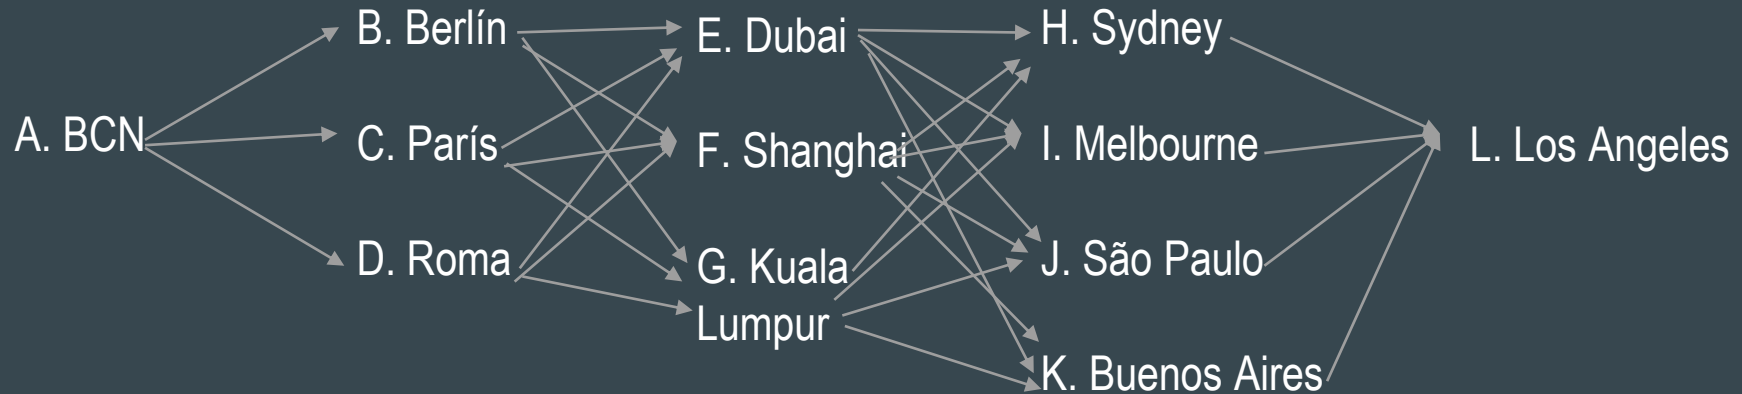 A. BCN
B. Berlín
C. París
D. Roma
E. Dubai
F. Shanghai
G. Kuala
Lumpur
H. Sydney
I. Melbourne
J. São Paulo
K. Buenos Aires
L. Los Angeles